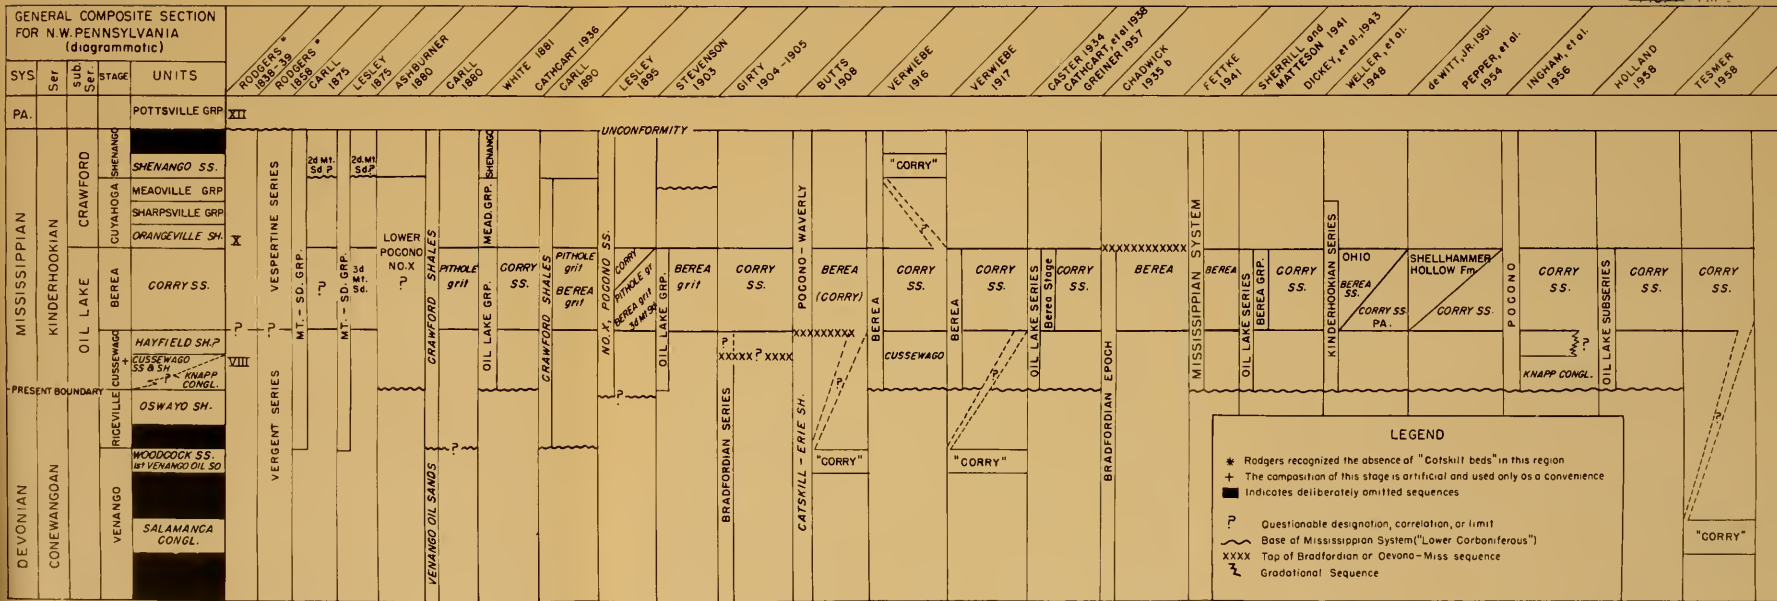 GENERAL COMPOSITE SECTION
FOR N.W. PENNSYLVANIA
(diagrammatic)
SYS
Ser
Sub. Ser.
STAGE
UNITS
RODGERS *
1838-39
RODGERS *
1858
CARLL
1875
LESLEY
1875
ASHBURNER
1880
CARLL
1880
WHITE 1881
CATHCART 1936
CARLL
1890
LESLEY
1895
STEVENSON
1903
GIRTY
1904-1905
BUTTS
1908
VERWIEBE
1916
VERWIEBE
1917
CASTER 1934
CATHCART, et al 1938
GREINER 1957
CHADWICK
1935 b
FETTKE
1941
SHERRILL and
MATTESON 1941
DICKEY, et al., 1943
WELLER, et al.
1948
deWITT, JR. 1951
PEPPER, et al.
1954
INGHAM, et al.
1956
HOLLAND
1958
TESMER
1958
PA.
POTTSVILLE GRP
XII
MISSISSIPPIAN
DEVONIAN
KINDERHOOKIAN
CONEWANGOAN
CRAWFORD
OIL LAKE
SHENANGO
CUYAHOGA
BEREA
CUSSEWAGO +
RICEVILLE
VENANGO
SHENANGO SS.
MEADVILLE GRP
SHARPSVILLE GRP
ORANGEVILLE SH.
CORRY SS.
HAYFIELD SH.?
CUSSEWAGO
SS & SH
? KNAPP
CONGL.
PRESENT BOUNDARY
OSWAYO SH.
WOODCOCK SS.
1st VENANGO OIL SD
SALAMANCA
CONGL.
X
?
VIII
VESPERTINE SERIES
?
VERGENT SERIES
MT.-SD. GRP.
2d Mt.
Sd ?
?
MT.-SD. GRP.
2d. Mt.
Sd.?
3d
Mt.
Sd.
LOWER
POCONO
NO.X
?
CRAWFORD SHALES
VENANGO OIL SANDS
PITHOLE
grit
?
SHENANGO
MEAD. GRP.
OIL LAKE GRP.
CORRY
SS.
CRAWFORD SHALES
PITHOLE
grit
BEREA
grit
UNCONFORMITY
NO.X, POCONO SS.
CORRY
PITHOLE gr
BEREA grit
3d Mt Sd
?
OIL LAKE GRP.
BEREA
grit
BRADFORDIAN SERIES
CORRY
SS.
?
XXXXX ? XXXX
POCONO-WAVERLY
CATSKILL-ERIE SH.
BEREA
(CORRY)
XXXXXXXXX
?
"CORRY"
BEREA
"CORRY"
CORRY
SS.
CUSSEWAGO
BEREA
CORRY
SS.
?
"CORRY"
OIL LAKE SERIES
Berea Stage
CORRY
SS.
XXXXXXXXXXXX
BRADFORDIAN EPOCH
BEREA
MISSISSIPPIAN SYSTEM
BEREA
OIL LAKE SERIES
BEREA GRP.
CORRY
SS.
KINDERHOOKIAN SERIES
OHIO
BEREA
SS.
CORRY SS.
PA.
SHELLHAMMER
HOLLOW Fm
CORRY SS.
POCONO
CORRY
SS.
?
KNAPP CONGL.
OIL LAKE SUBSERIES
CORRY
SS.
CORRY
SS.
?
"CORRY"
LEGEND
* Rodgers recognized the absence of "Cotskill beds" in this region
+ The composition of this stage is artificial and used only as a convenience
Indicates deliberately omitted sequences
? Questionable designation, correlation, or limit
Base of Mississippian System ("Lower Carboniferous")
XXXX Top of Bradfordian or Devono-Miss sequence
Gradational Sequence